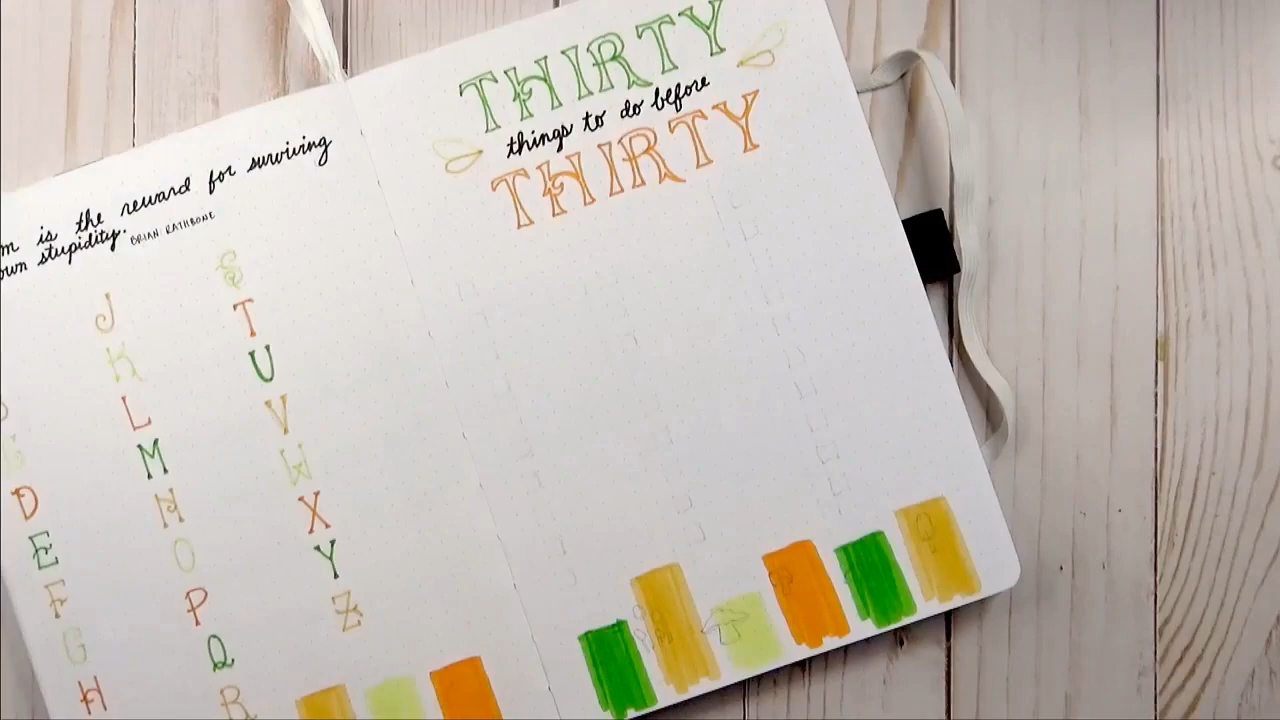 is the reward for surviving
own stupidity. BRIAN RATHBONE
D
E
F
G
H
J
K
L
M
N
O
P
Q
R
S
T
U
V
W
X
Y
Z
THIRTY
things to do before
THIRTY